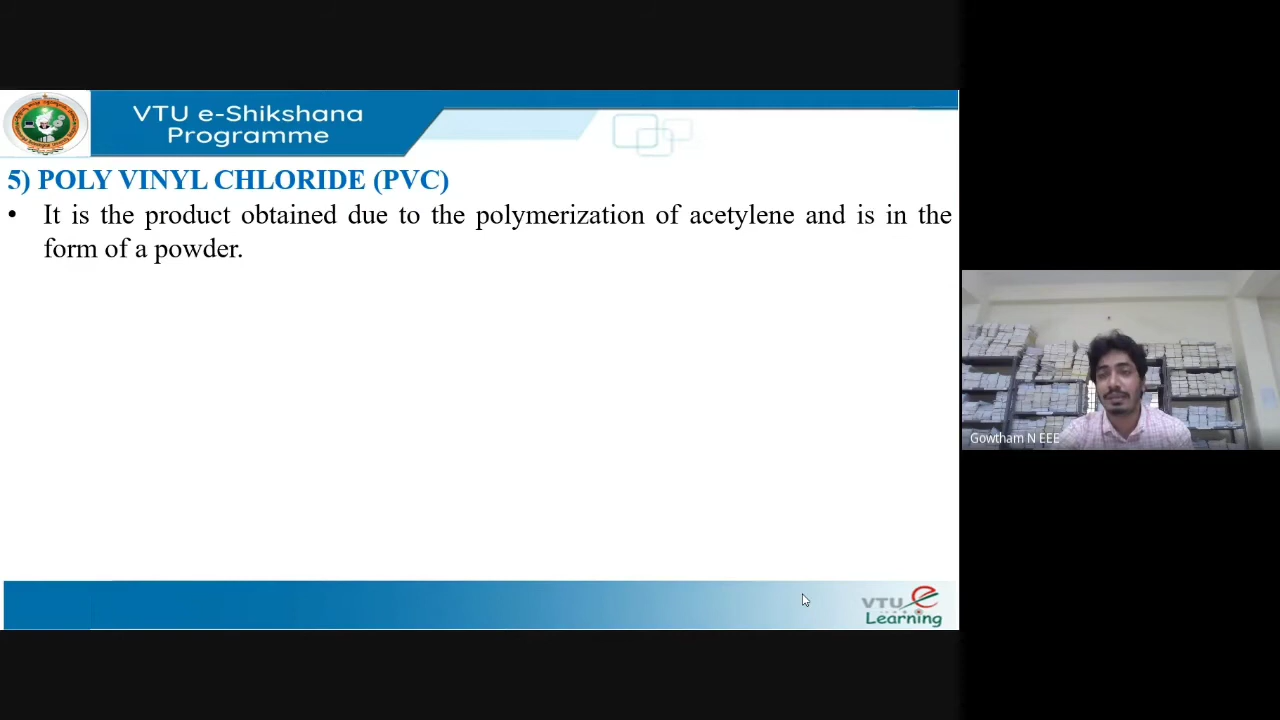 VTU e-Shikshana
Programme
5) POLY VINYL CHLORIDE (PVC)
• It is the product obtained due to the polymerization of acetylene and is in the
form of a powder.
Gowtham N EEE
VTU e
Learning